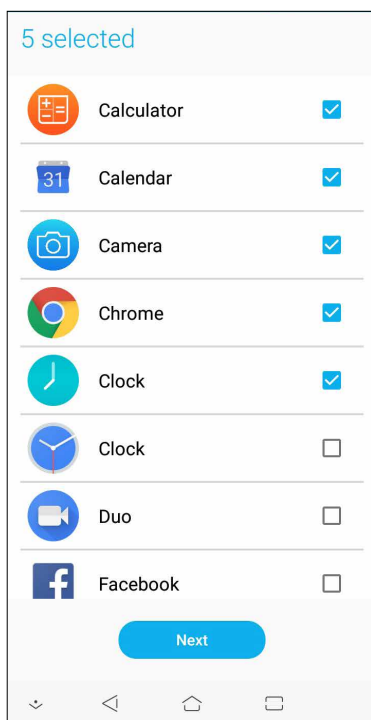 5 selected
Calculator
31 Calendar
Camera
Chrome
Clock
Clock
Duo
Facebook
Next